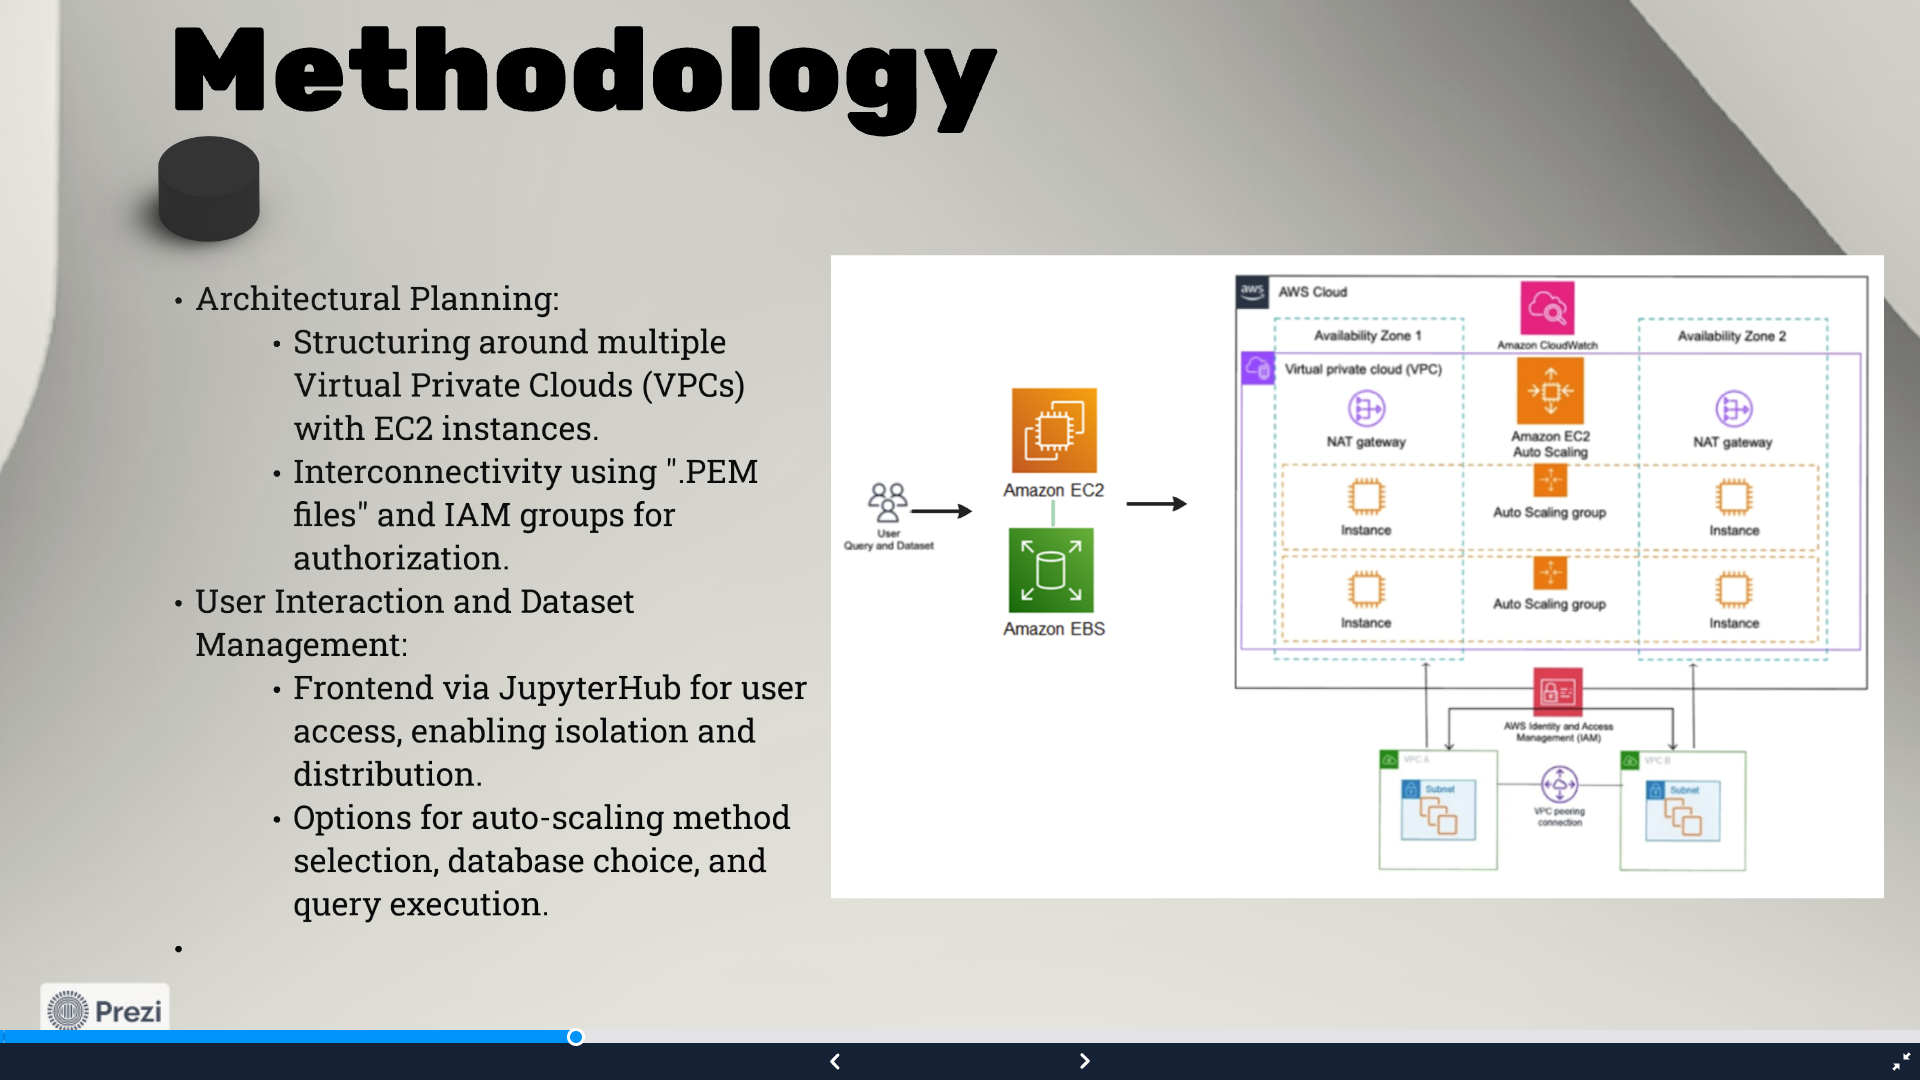 Methodology
• Architectural Planning:
• Structuring around multiple
Virtual Private Clouds (VPCs)
with EC2 instances.
• Interconnectivity using ".PEM
files" and IAM groups for
authorization.
• User Interaction and Dataset
Management:
• Frontend via JupyterHub for user
access, enabling isolation and
distribution.
• Options for auto-scaling method
selection, database choice, and
query execution.
•
User
Query and Dataset
Amazon EC2
Amazon EBS
aws
AWS Cloud
Availability Zone 1
Amazon CloudWatch
Availability Zone 2
Virtual private cloud (VPC)
NAT gateway
Amazon EC2
Auto Scaling
NAT gateway
Instance
Auto Scaling group
Instance
Instance
Auto Scaling group
Instance
AWS Identity and Access
Management (IAM)
VPC A
Subnet
VPC peering
connection
VPC B
Subnet
Prezi